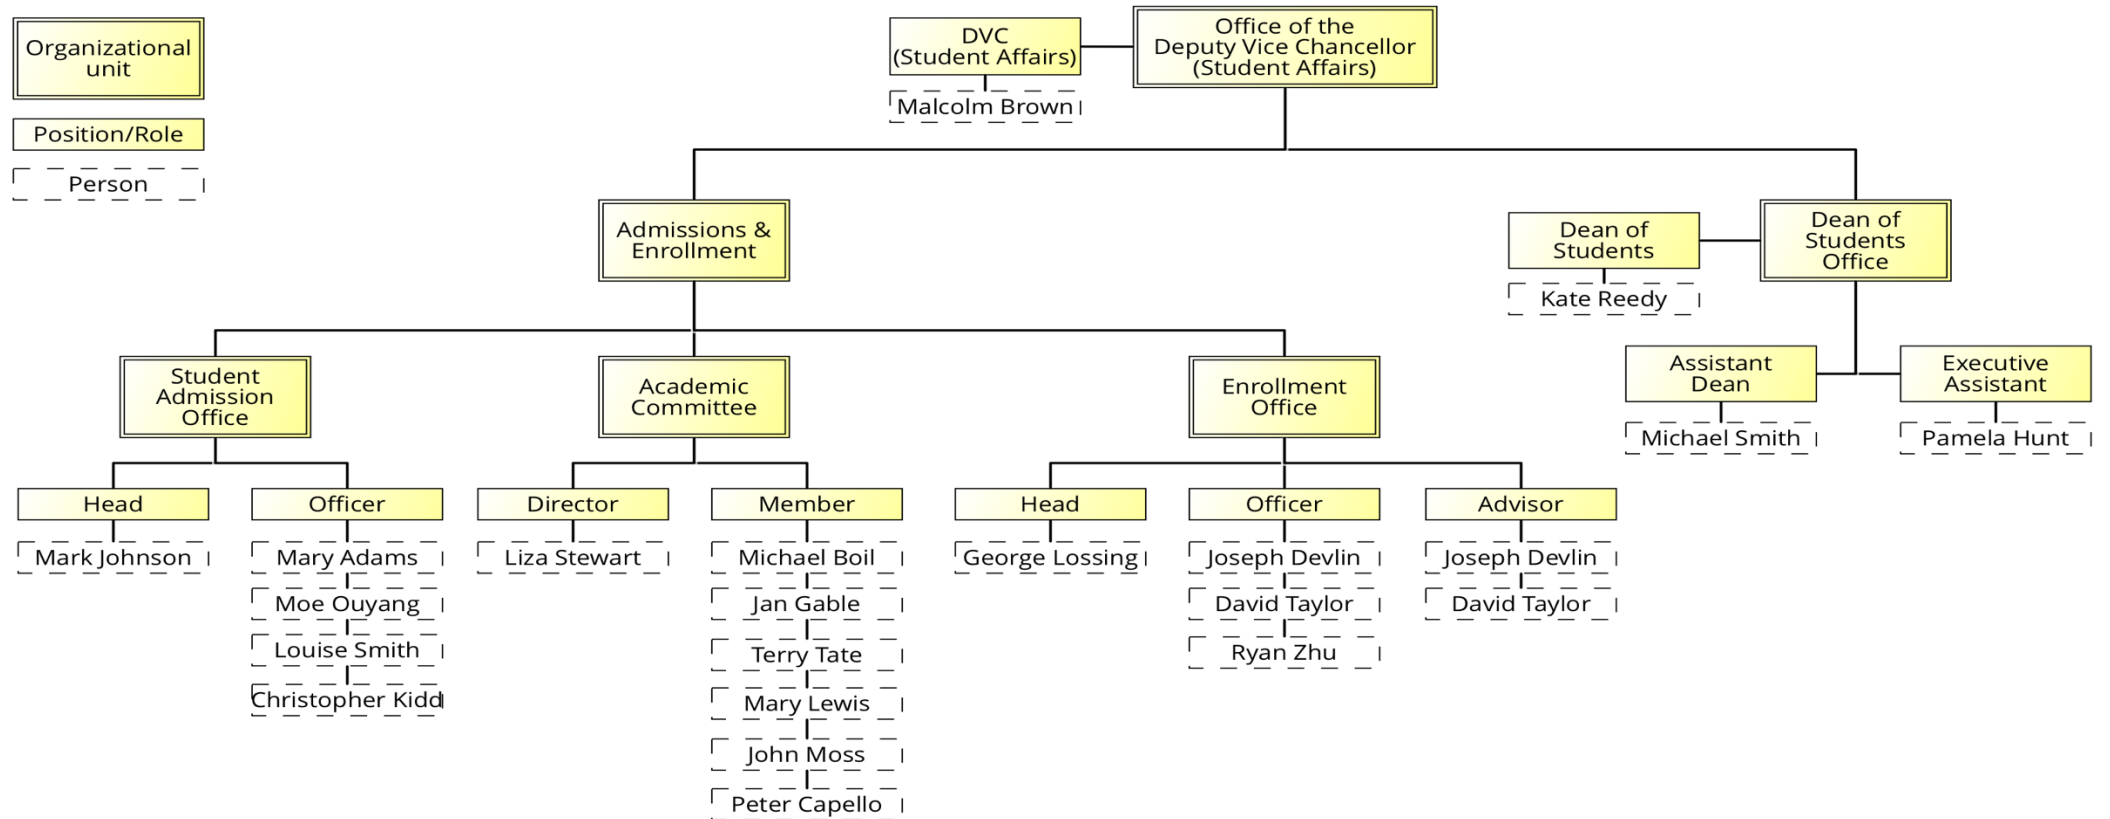 Organizational
unit
Position/Role
Person
DVC
(Student Affairs)
Malcolm Brown
Office of the
Deputy Vice Chancellor
(Student Affairs)
Admissions &
Enrollment
Dean of
Students
Kate Reedy
Dean of
Students
Office
Student
Admission
Office
Academic
Committee
Enrollment
Office
Assistant
Dean
Michael Smith
Executive
Assistant
Pamela Hunt
Head
Mark Johnson
Officer
Mary Adams
Moe Ouyang
Louise Smith
Christopher Kidd
Director
Liza Stewart
Member
Michael Boil
Jan Gable
Terry Tate
Mary Lewis
John Moss
Peter Capello
Head
George Lossing
Officer
Joseph Devlin
David Taylor
Ryan Zhu
Advisor
Joseph Devlin
David Taylor